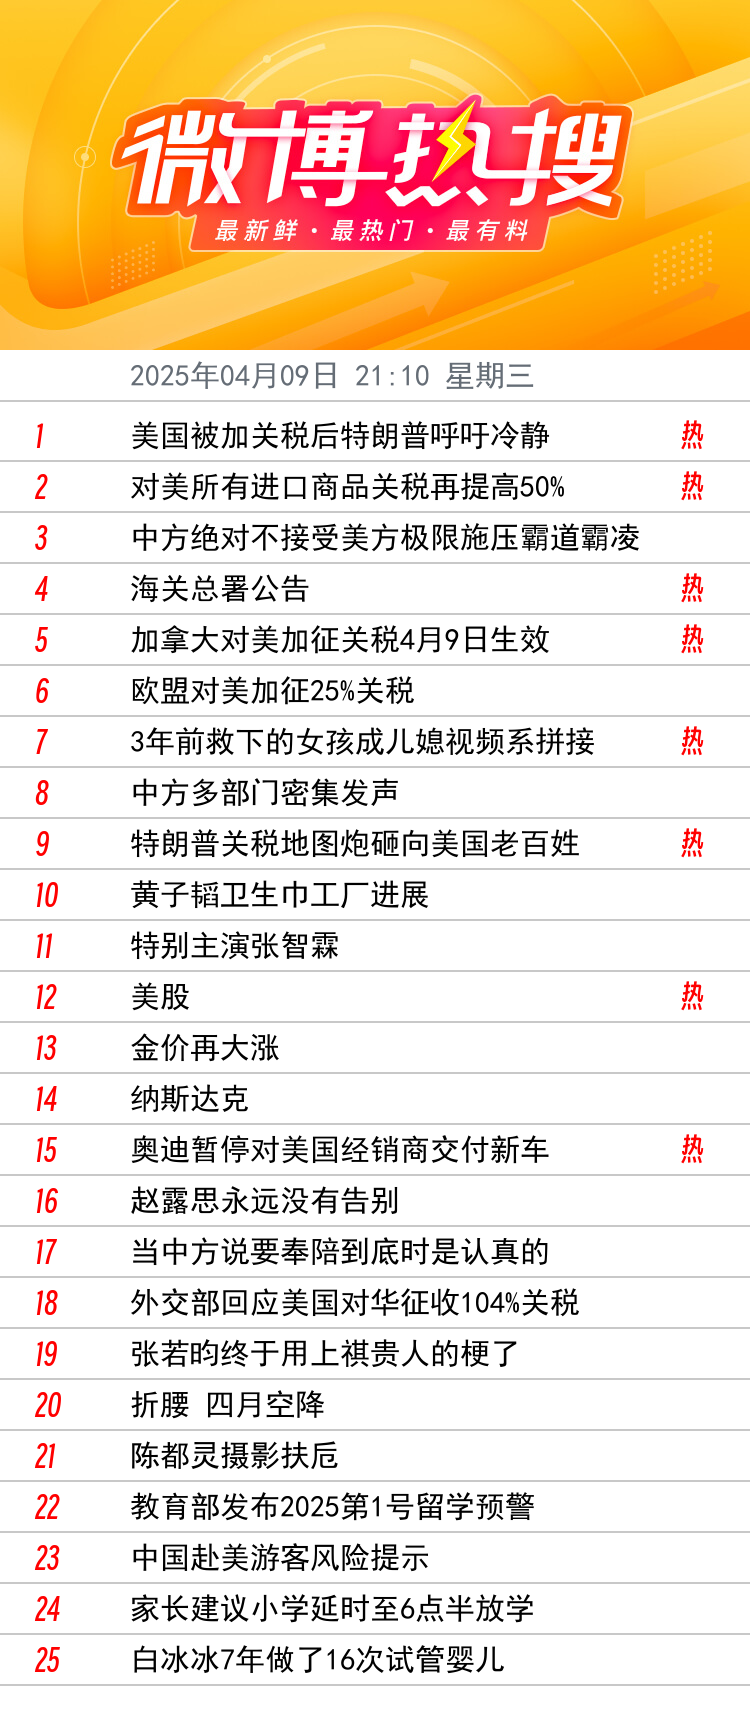 微博热搜
最新鲜·最热门·最有料
2025年04月09日 21:10 星期三
1 美国被加关税后特朗普呼吁冷静 热
2 对美所有进口商品关税再提高50% 热
3 中方绝对不接受美方极限施压霸道霸凌
4 海关总署公告 热
5 加拿大对美加征关税4月9日生效 热
6 欧盟对美加征25%关税
7 3年前救下的女孩成儿媳视频系拼接 热
8 中方多部门密集发声
9 特朗普关税地图炮砸向美国老百姓 热
10 黄子韬卫生巾工厂进展
11 特别主演张智霖
12 美股 热
13 金价再大涨
14 纳斯达克
15 奥迪暂停对美国经销商交付新车 热
16 赵露思永远没有告别
17 当中方说要奉陪到底时是认真的
18 外交部回应美国对华征收104%关税
19 张若昀终于用上祺贵人的梗了
20 折腰 四月空降
21 陈都灵摄影扶卮
22 教育部发布2025第1号留学预警
23 中国赴美游客风险提示
24 家长建议小学延时至6点半放学
25 白冰冰7年做了16次试管婴儿